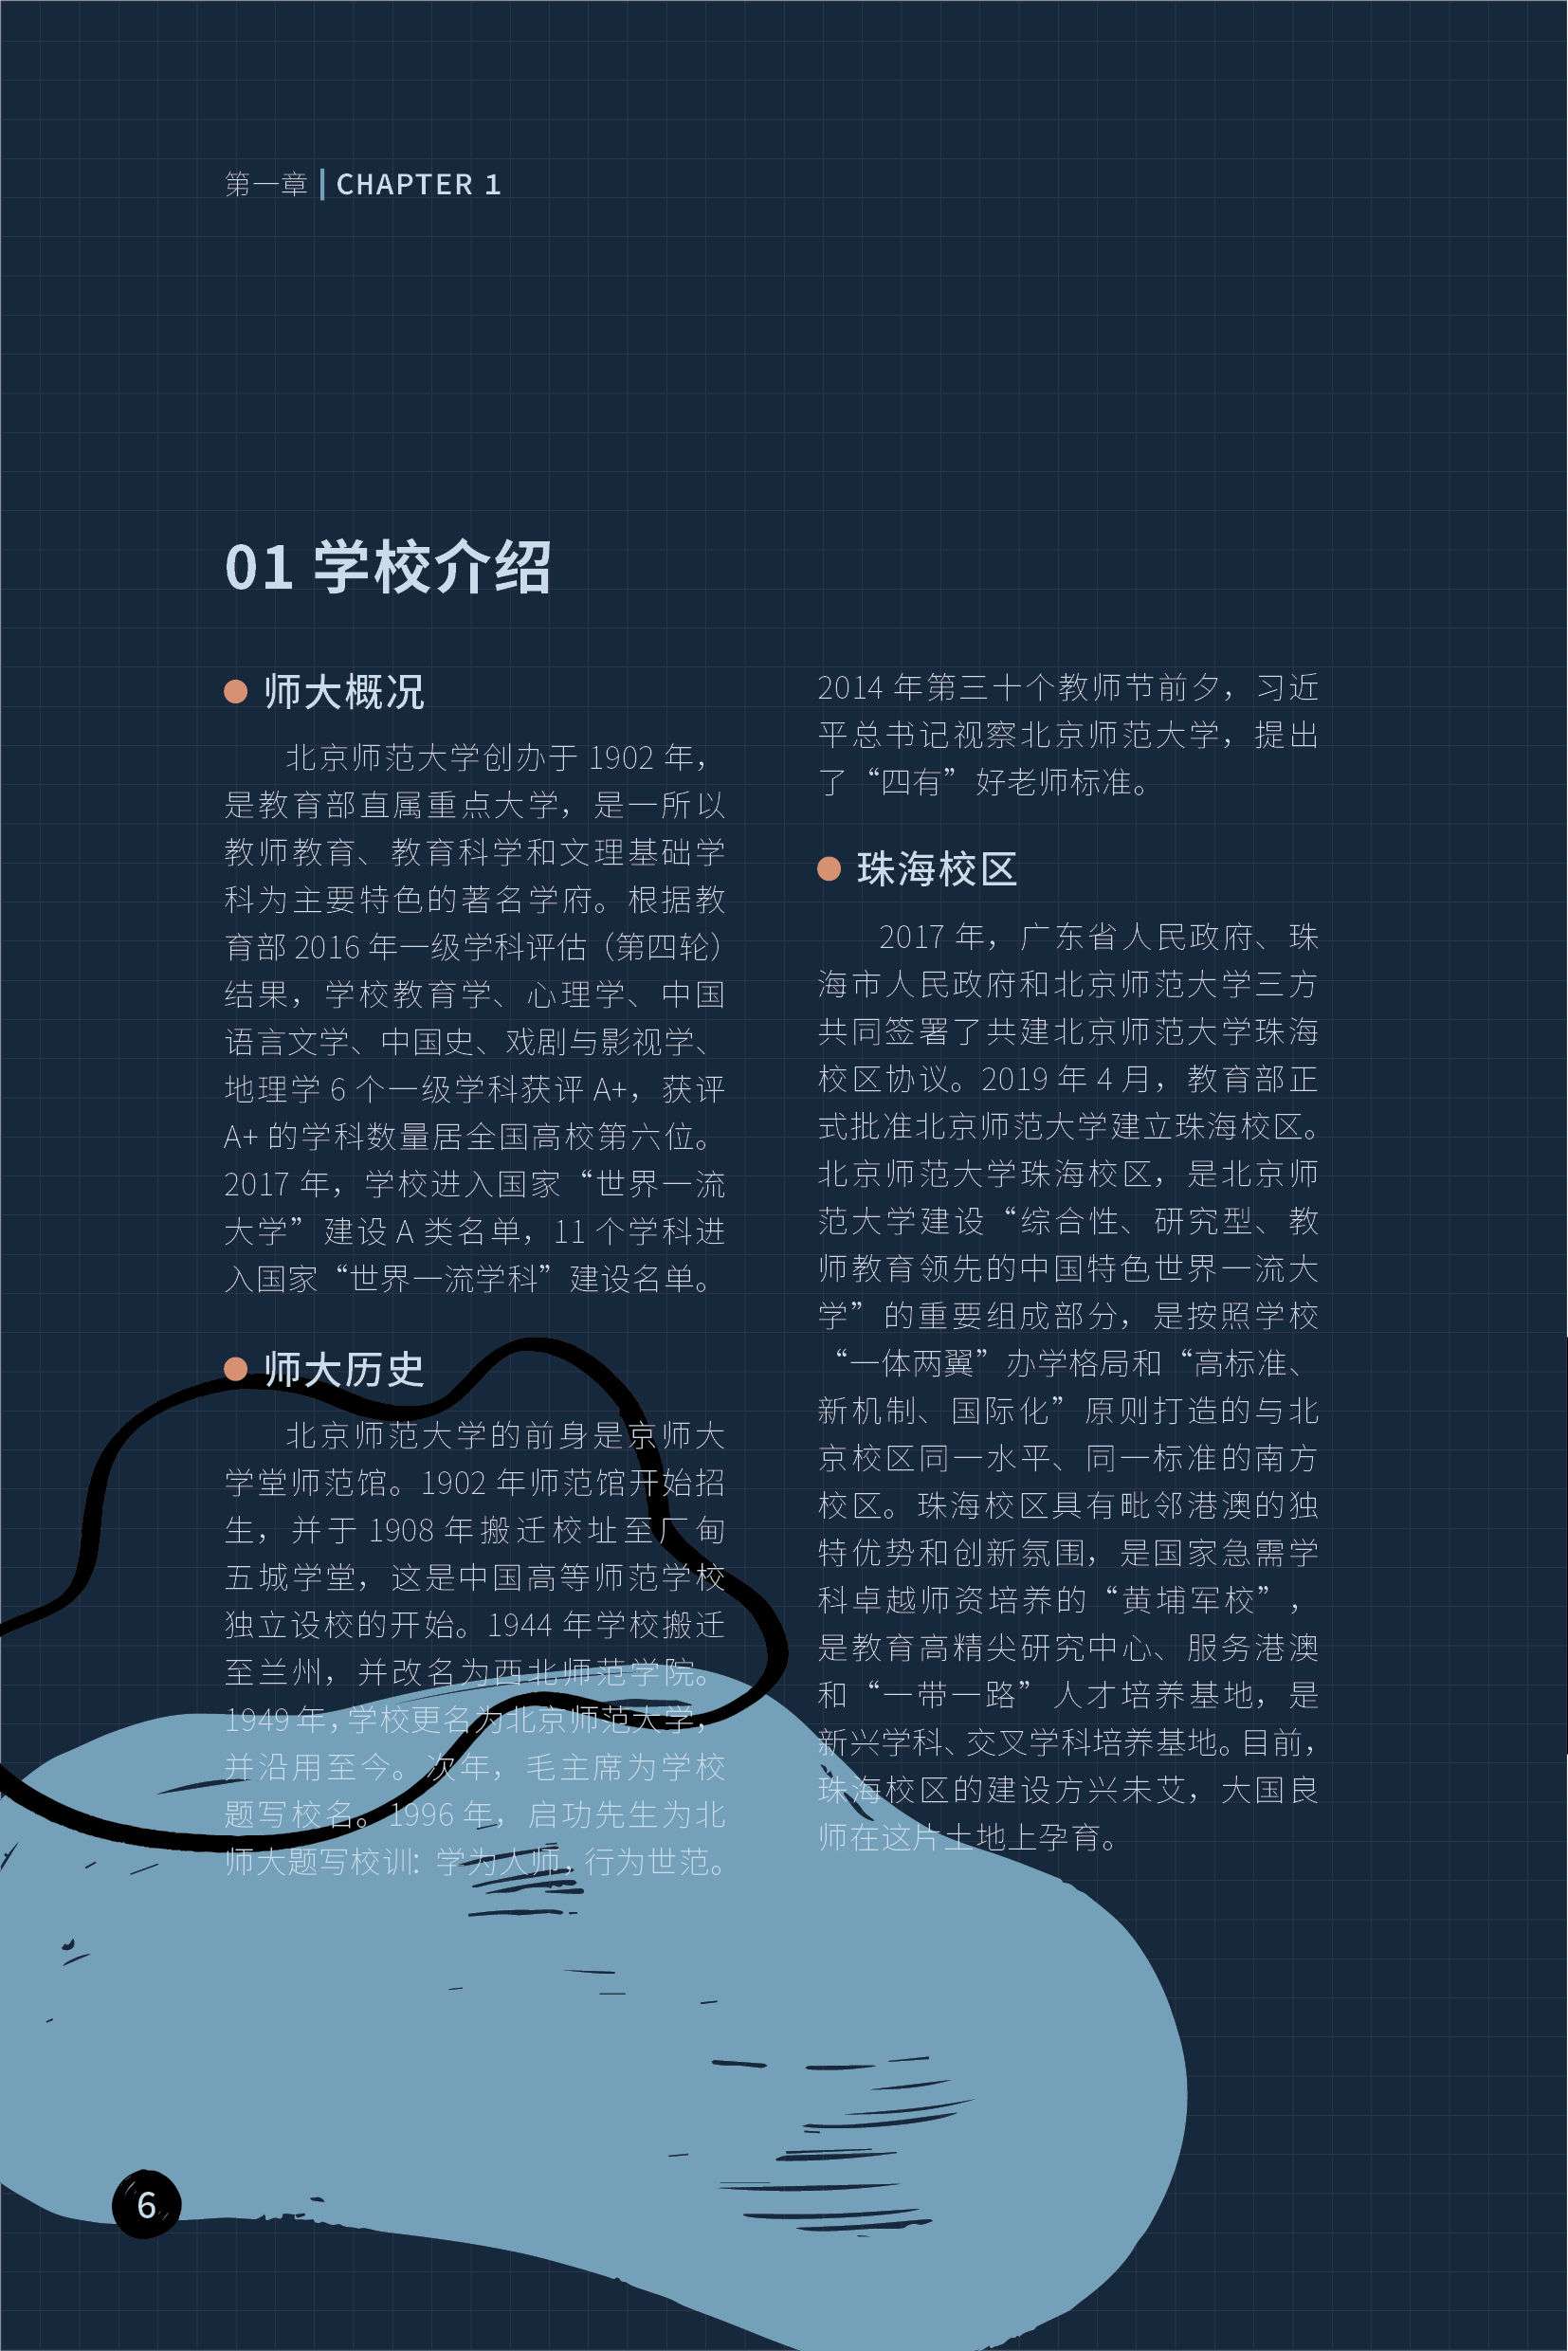 第一章 | CHAPTER 1
01 学校介绍
师大概况
北京师范大学创办于 1902 年，
是教育部直属重点大学，是一所以
教师教育、教育科学和文理基础学
科为主要特色的著名学府。根据教
育部 2016 年一级学科评估（第四轮）
结果，学校教育学、心理学、中国
语言文学、中国史、戏剧与影视学、
地理学 6 个一级学科获评 A+，获评
A+ 的学科数量居全国高校第六位。
2017 年，学校进入国家“世界一流
大学”建设 A 类名单，11 个学科进
入国家“世界一流学科”建设名单。
师大历史
北京师范大学的前身是京师大
学堂师范馆。1902 年师范馆开始招
生，并于 1908 年搬迁校址至厂甸
五城学堂，这是中国高等师范学校
独立设校的开始。1944 年学校搬迁
至兰州，并改名为西北师范学院。
1949 年，学校更名为北京师范大学，
并沿用至今。次年，毛主席为学校
题写校名。1996 年，启功先生为北
师大题写校训：学为人师，行为世范。
2014 年第三十个教师节前夕，习近
平总书记视察北京师范大学，提出
了“四有”好老师标准。
珠海校区
2017 年，广东省人民政府、珠
海市人民政府和北京师范大学三方
共同签署了共建北京师范大学珠海
校区协议。2019 年 4 月，教育部正
式批准北京师范大学建立珠海校区。
北京师范大学珠海校区，是北京师
范大学建设“综合性、研究型、教
师教育领先的中国特色世界一流大
学”的重要组成部分，是按照学校
“一体两翼”办学格局和“高标准、
新机制、国际化”原则打造的与北
京校区同一水平、同一标准的南方
校区。珠海校区具有毗邻港澳的独
特优势和创新氛围，是国家急需学
科卓越师资培养的“黄埔军校”，
是教育高精尖研究中心、服务港澳
和“一带一路”人才培养基地，是
新兴学科、交叉学科培养基地。目前，
珠海校区的建设方兴未艾，大国良
师在这片土地上孕育。
6